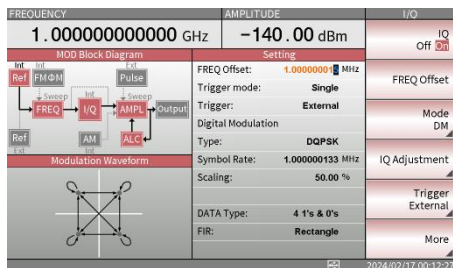 FREQUENCY AMPLITUDE I/Q
1.000000000000 GHz −140.00 dBm
IQ
Off On
MOD Block Diagram
Int Int Ext
Ref FMΦM Pulse
Sweep Int Sweep
FREQ I/Q AMPL Output
Ref AM ALC
Ext Int
Modulation Waveform
Setting
FREQ Offset: 1.00000001 MHz
Trigger mode: Single
Trigger: External
Digital Modulation
Type: DQPSK
Symbol Rate: 1.000000133 MHz
Scaling: 50.00 %
DATA Type: 4 1's & 0's
FIR: Rectangle
FREQ Offset
Mode
DM
IQ Adjustment
Trigger
External
More
2024/02/17 00:12:27